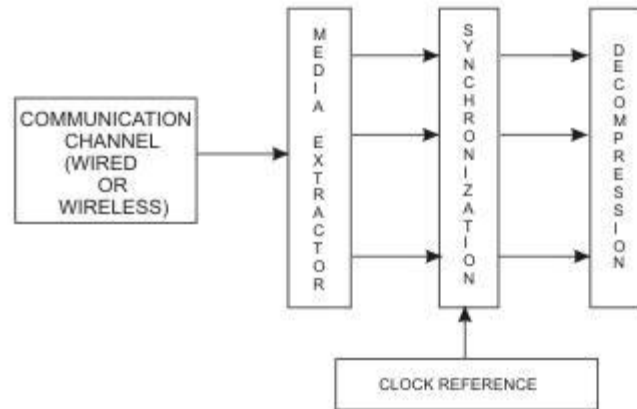 COMMUNICATION
CHANNEL
(WIRED
OR
WIRELESS)
MEDIA EXTRACTOR
SYNCHRONIZATION
DECOMPRESSION
CLOCK REFERENCE